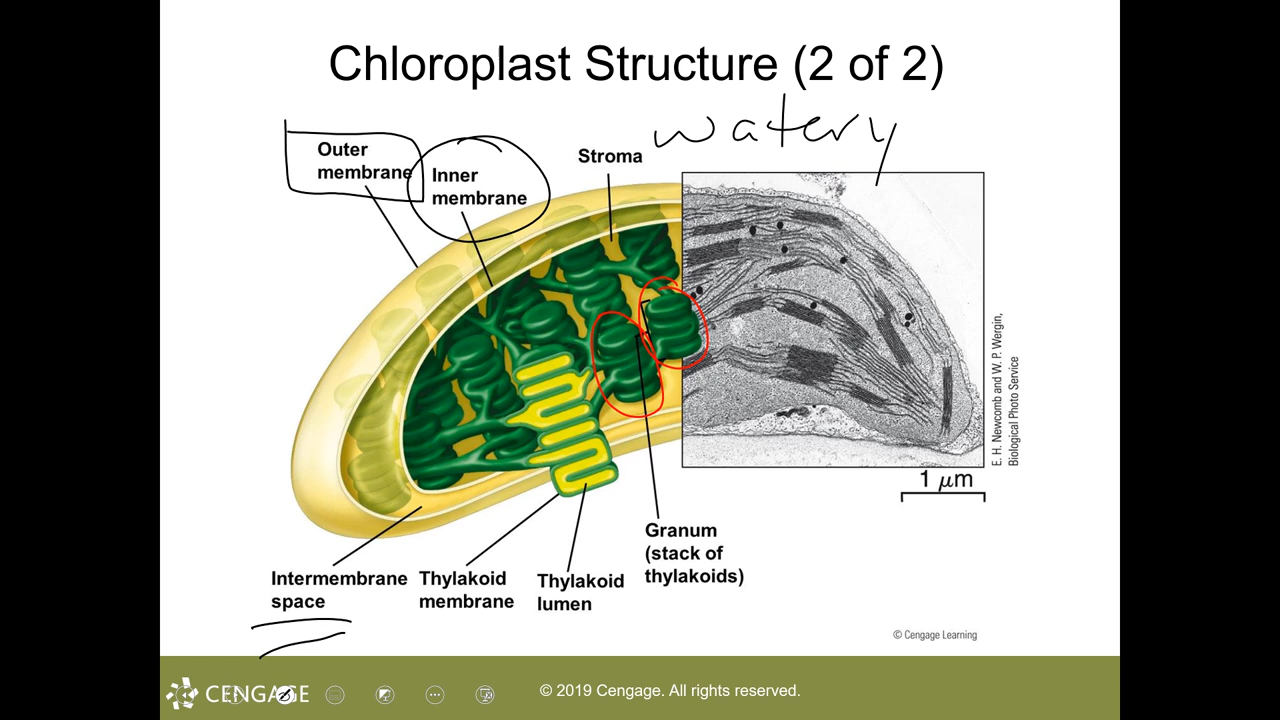 Chloroplast Structure (2 of 2)
watery
Outer
membrane
Inner
membrane
Stroma
E. H. Newcomb and W. P. Wergin,
Biological Photo Service
1 μm
Granum
(stack of
thylakoids)
Intermembrane
space
Thylakoid
membrane
Thylakoid
lumen
© Cengage Learning
CENGAGE
© 2019 Cengage. All rights reserved.